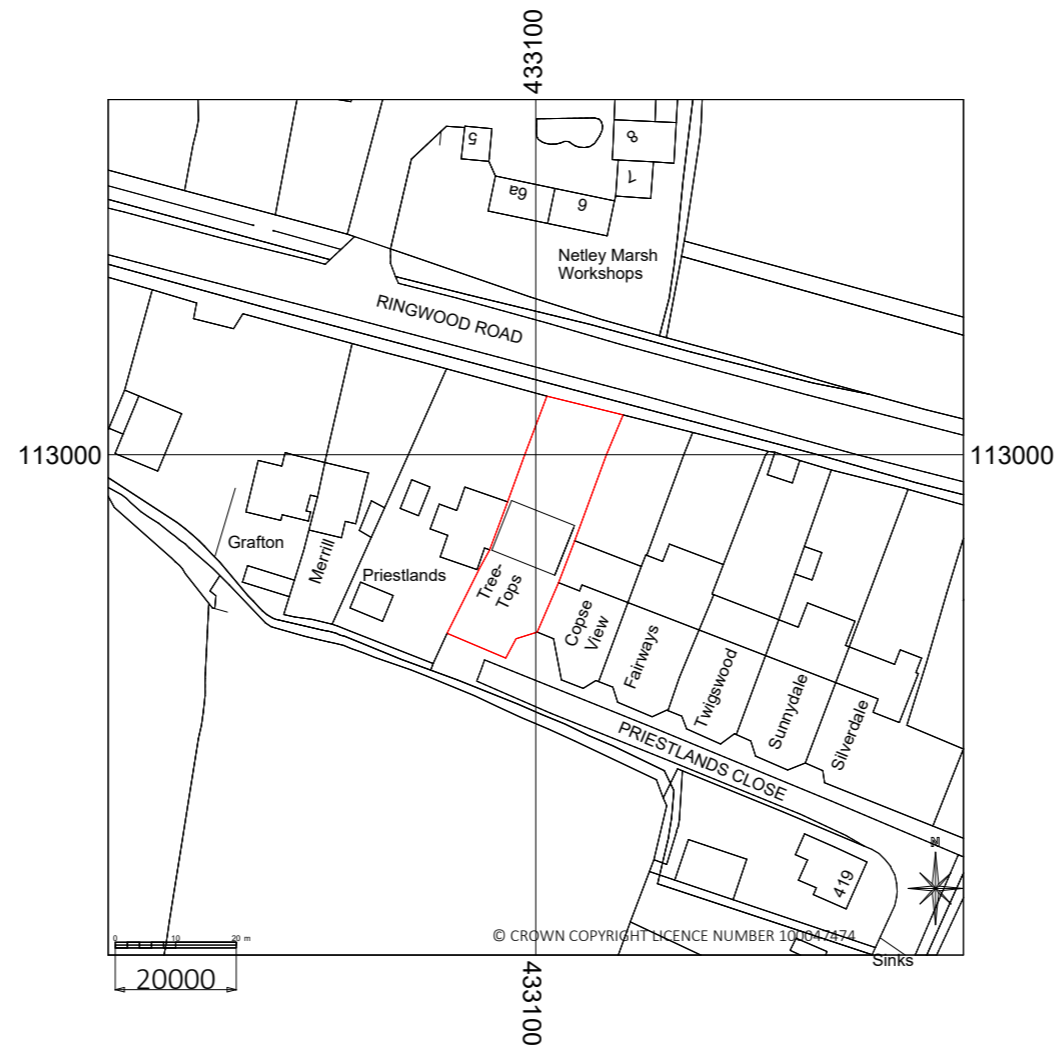 433100
5
8
7
6a
6
Netley Marsh
Workshops
RINGWOOD ROAD
113000
113000
Grafton
Merrill
Priestlands
Tree-
Tops
Copse
View
Fairways
Twigswood
Sunnydale
Silverdale
PRIESTLANDS CLOSE
N
419
0 10 20 m
© CROWN COPYRIGHT LICENCE NUMBER 100047474
Sinks
20000
433100